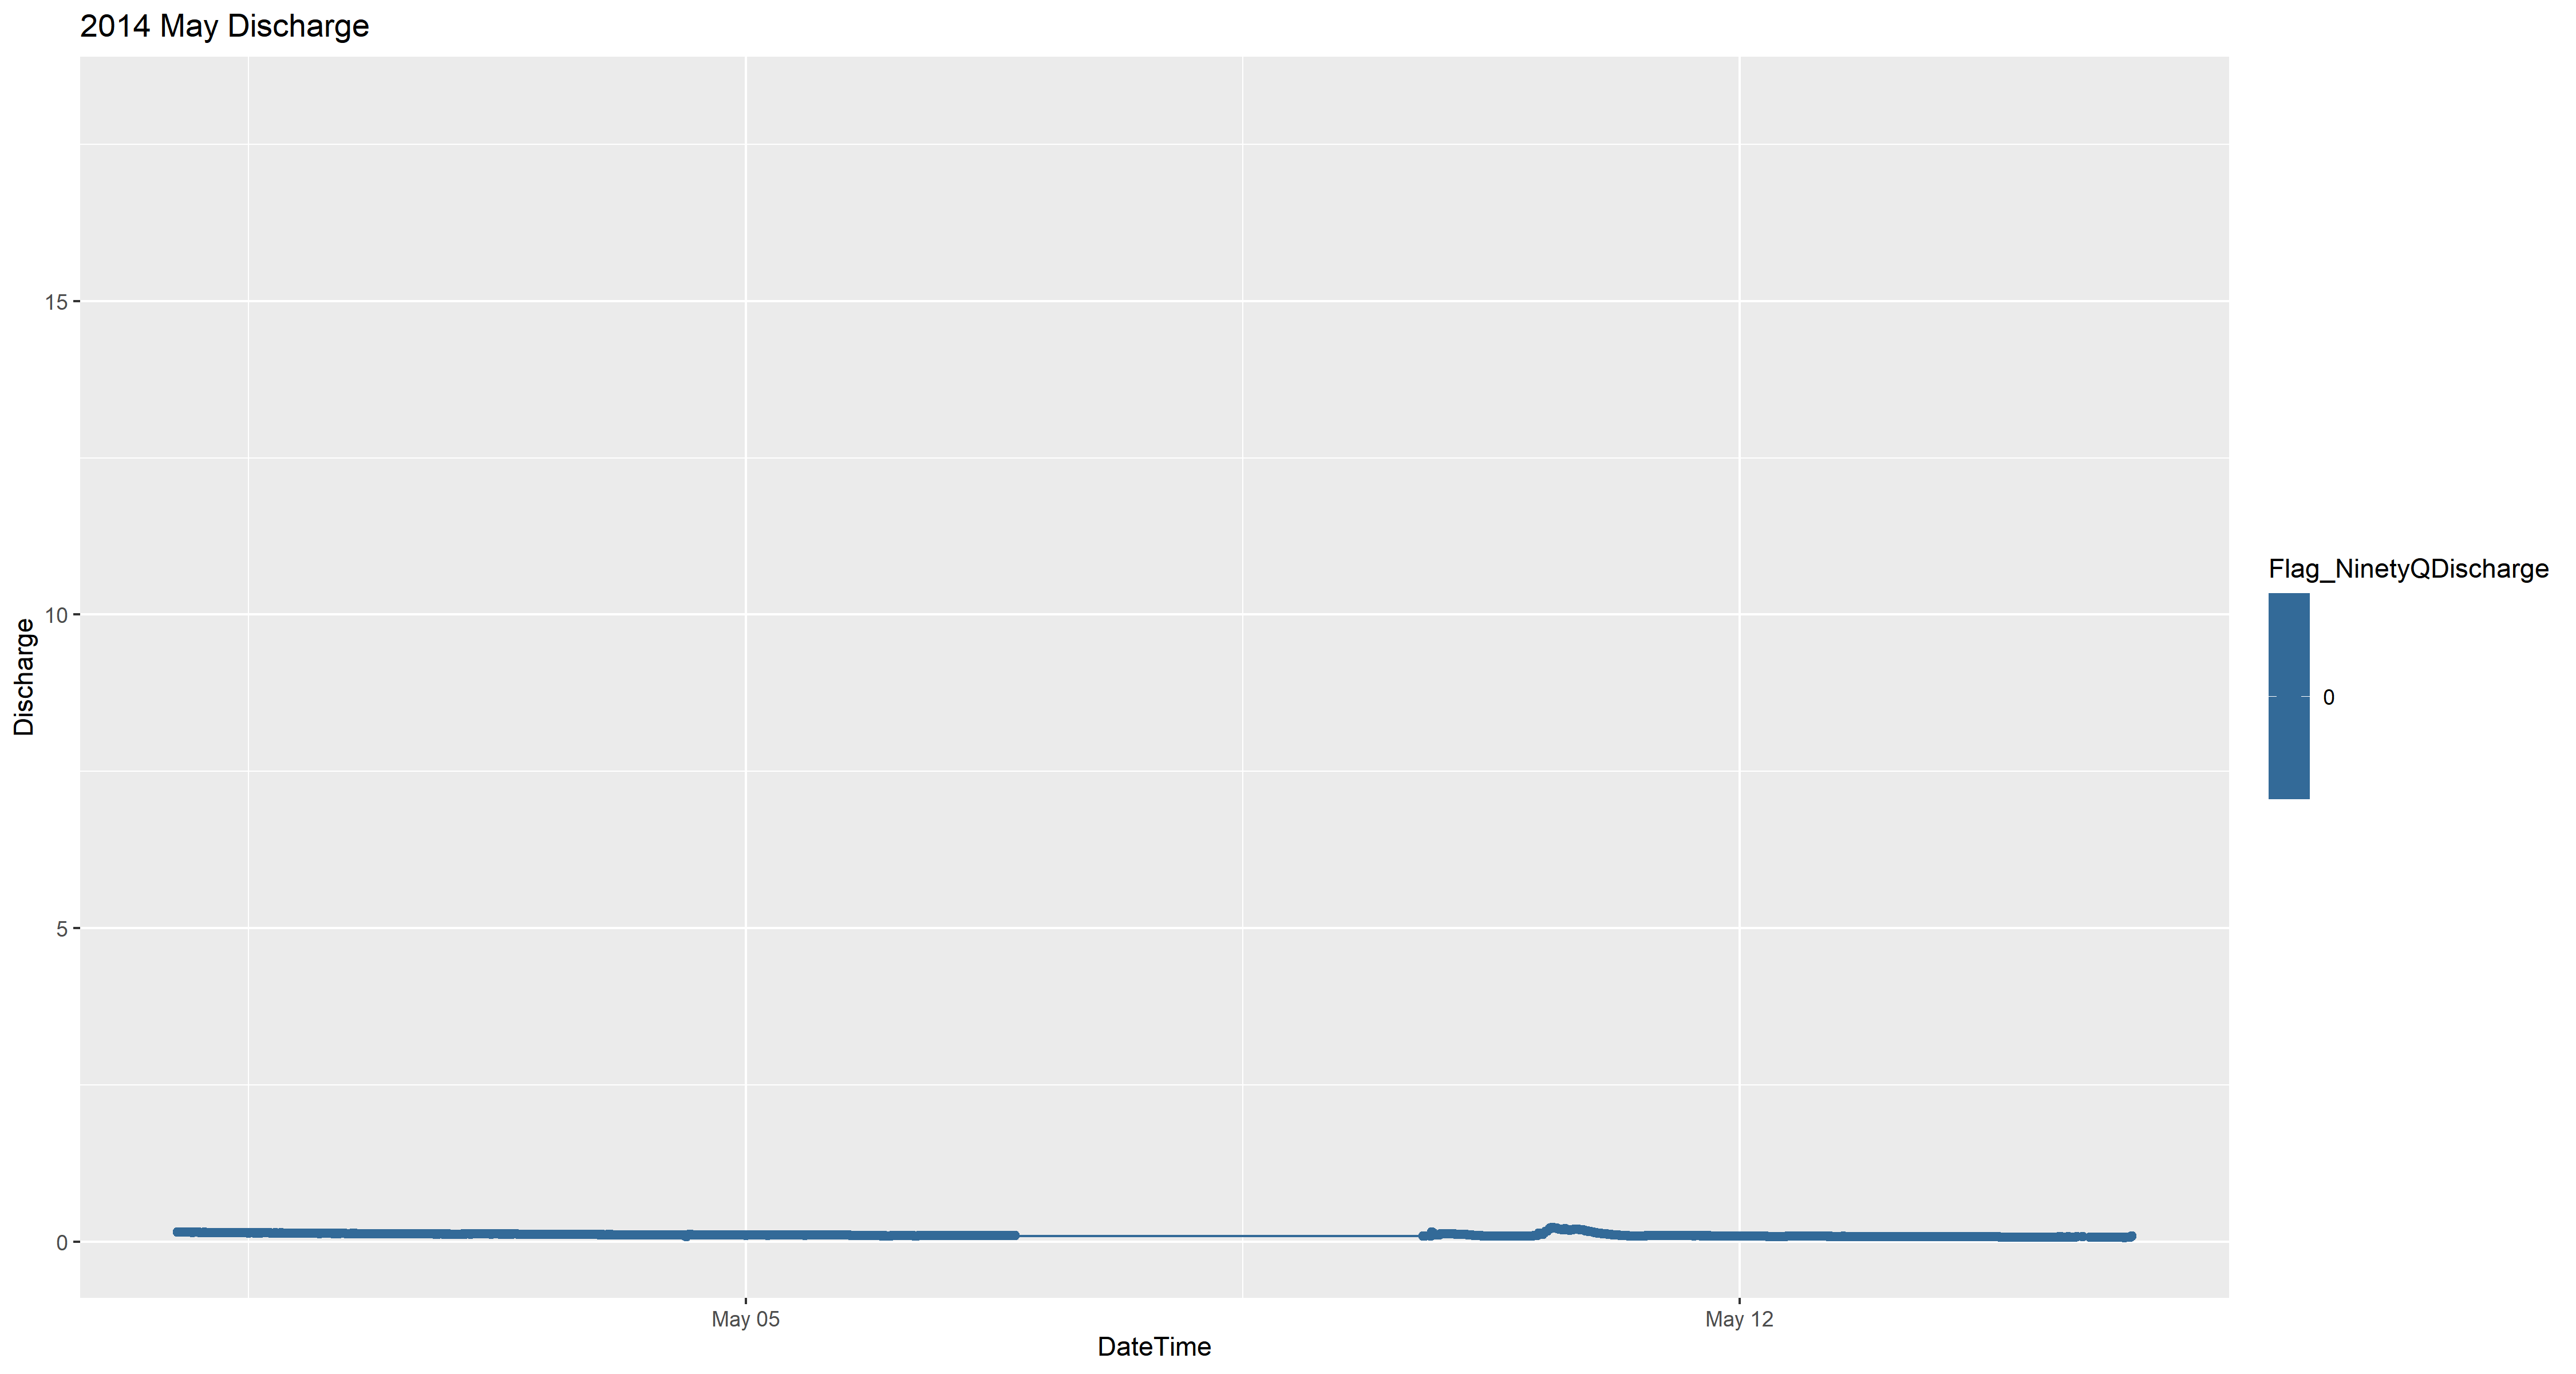 2014 May Discharge
15
10
5
0
Discharge
May 05
May 12
DateTime
Flag_NinetyQDischarge
0